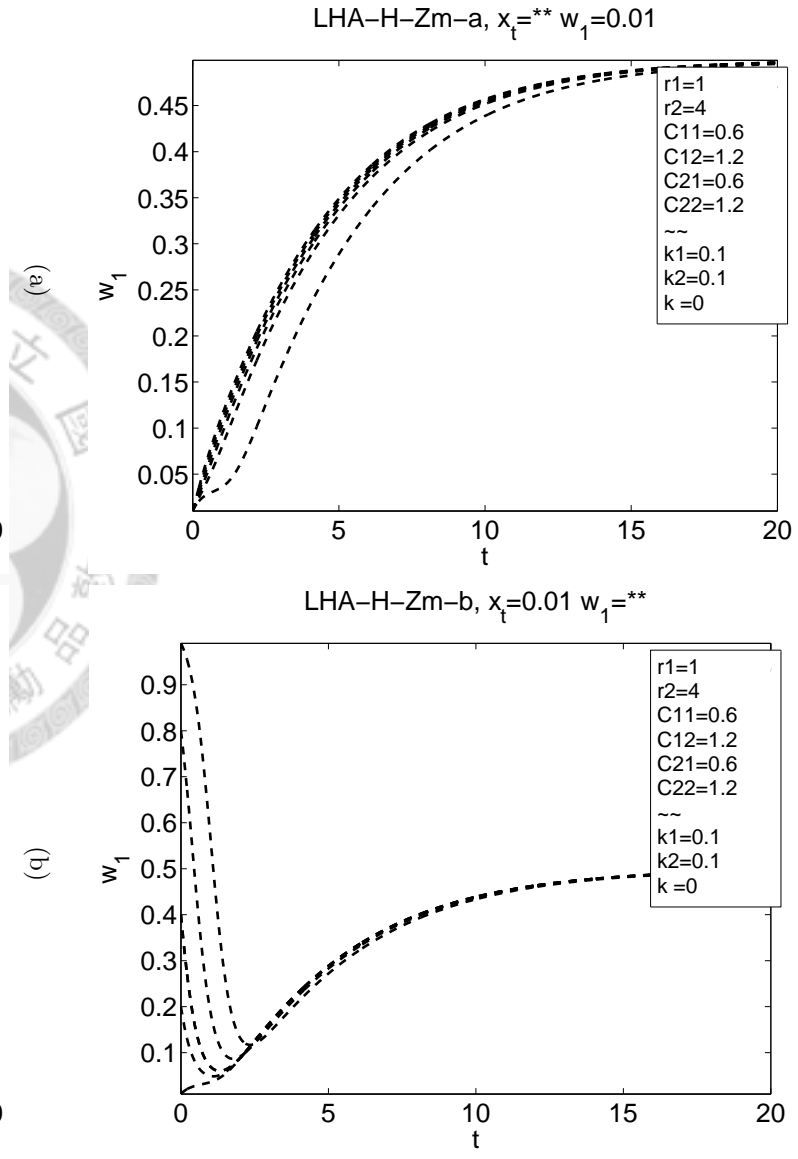 LHA−H−Zm−a, x_t=** w_1=0.01
(a)
w_1
0.45
0.4
0.35
0.3
0.25
0.2
0.15
0.1
0.05
0
5
10
15
20
t
r1=1
r2=4
C11=0.6
C12=1.2
C21=0.6
C22=1.2
~~
k1=0.1
k2=0.1
k =0
LHA−H−Zm−b, x_t=0.01 w_1=**
(b)
w_1
0.9
0.8
0.7
0.6
0.5
0.4
0.3
0.2
0.1
0
5
10
15
20
t
r1=1
r2=4
C11=0.6
C12=1.2
C21=0.6
C22=1.2
~~
k1=0.1
k2=0.1
k =0
立
國
品
勵